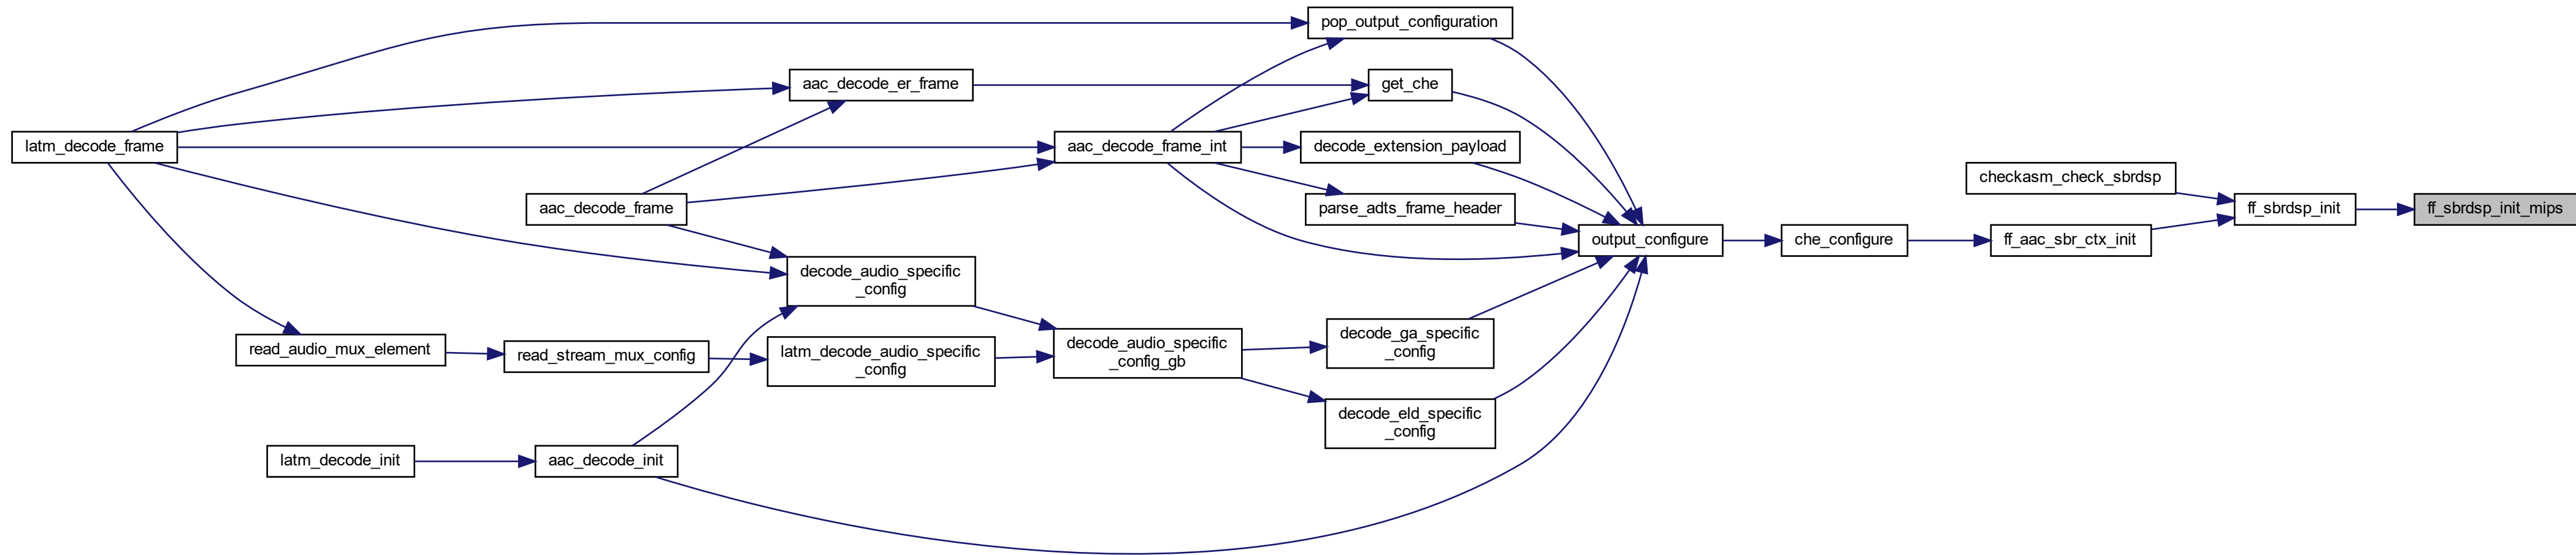 pop_output_configuration
aac_decode_er_frame
get_che
latm_decode_frame
aac_decode_frame_int
decode_extension_payload
checkasm_check_sbrdsp
aac_decode_frame
parse_adts_frame_header
ff_sbrdsp_init
ff_sbrdsp_init_mips
output_configure
che_configure
ff_aac_sbr_ctx_init
decode_audio_specific
_config
read_audio_mux_element
read_stream_mux_config
latm_decode_audio_specific
_config
decode_audio_specific
_config_gb
decode_ga_specific
_config
decode_eld_specific
_config
latm_decode_init
aac_decode_init